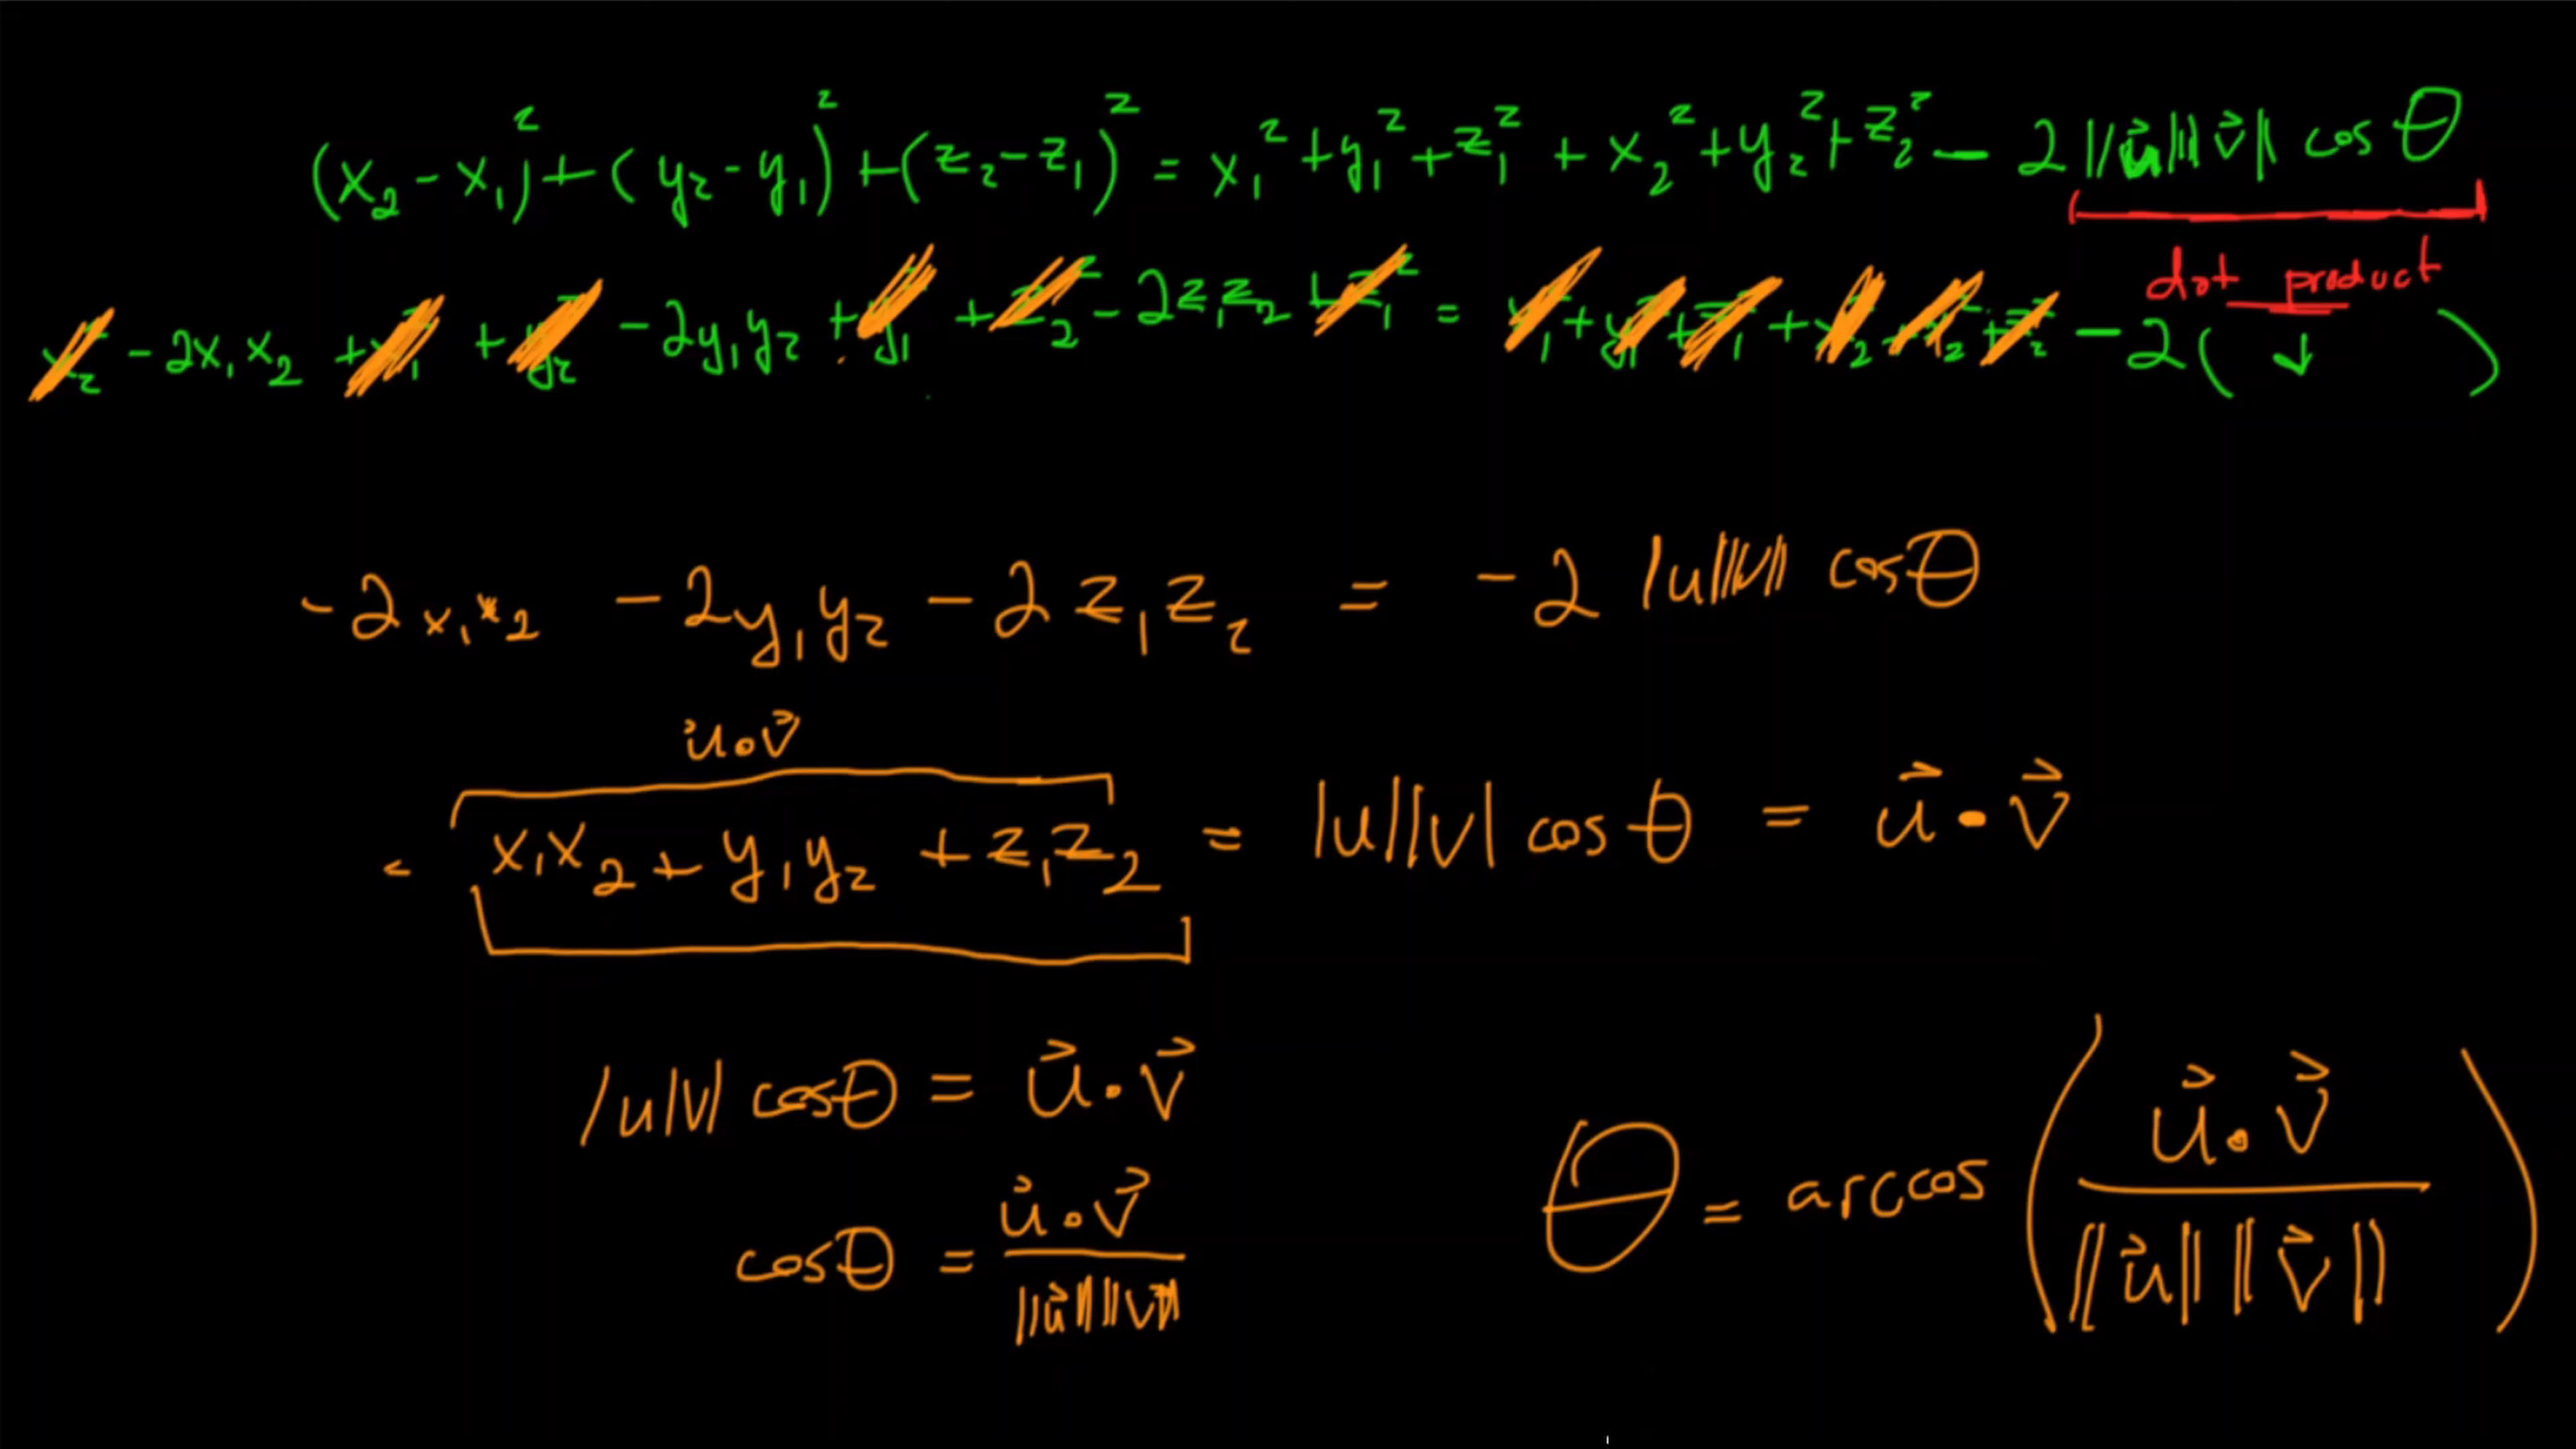 (x₂ - x₁)² + (y₂ - y₁)² + (z₂ - z₁)² = x₁² + y₁² + z₁² + x₂² + y₂² + z₂² - 2 ||u⃗|| ||v⃗|| cos θ
dot product
x₂² - 2x₁x₂ + x₁² + y₂² - 2y₁y₂ + y₁² + z₂² - 2z₁z₂ + z₁² = x₁² + y₁² + z₁² + x₂² + y₂² + z₂² - 2( ↓ )
-2x₁x₂ - 2y₁y₂ - 2z₁z₂ = -2 |u| ||v|| cos θ
u⃗ • v⃗
x₁x₂ + y₁y₂ + z₁z₂ = |u||v| cos θ = u⃗ • v⃗
|u|v| cos θ = u⃗ • v⃗
cos θ = u⃗ • v⃗ / ||u⃗|| ||v⃗||
θ = arccos ( u⃗ • v⃗ / ||u⃗|| ||v⃗|| )